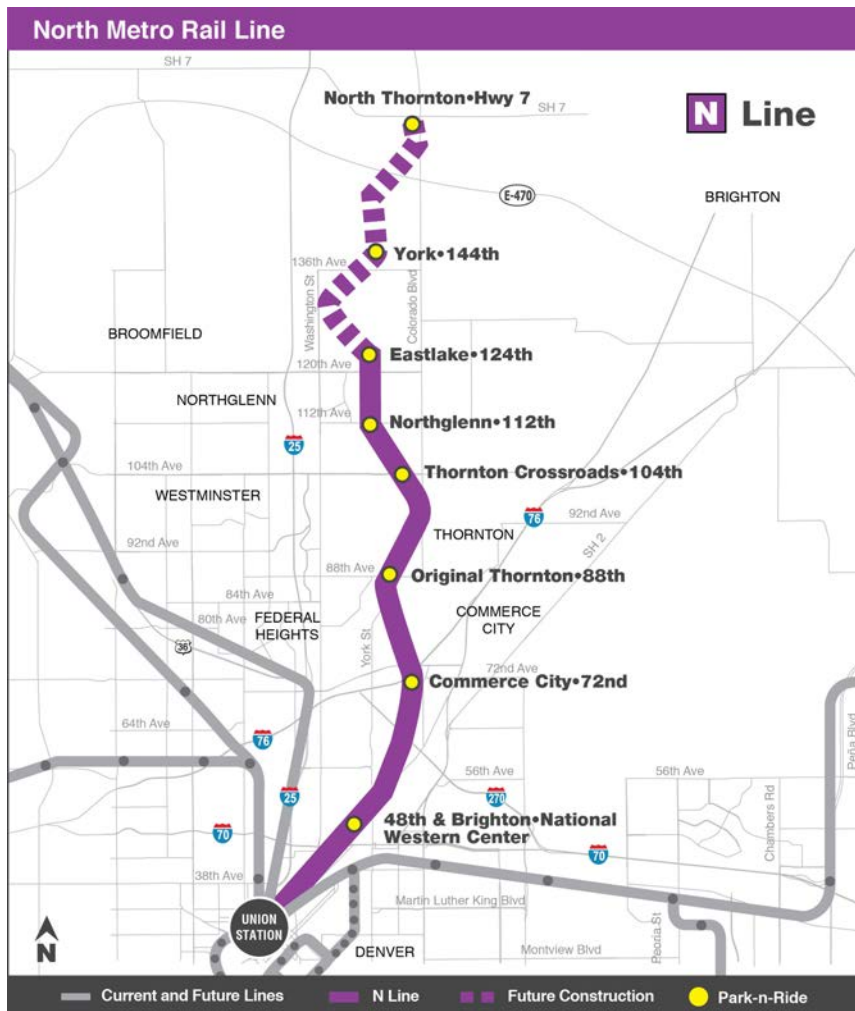 North Metro Rail Line
SH 7
North Thornton•Hwy 7
SH 7
N Line
E-470
BRIGHTON
136th Ave
York•144th
Washington St
Colorado Blvd
BROOMFIELD
Eastlake•124th
120th Ave
NORTHGLENN
112th Ave
Northglenn•112th
25
104th Ave
Thornton Crossroads•104th
WESTMINSTER
76
92nd Ave
THORNTON
SH 2
92nd Ave
88th Ave
Original Thornton•88th
84th Ave
80th Ave
FEDERAL
HEIGHTS
COMMERCE
CITY
36
York St
72nd Ave
Commerce City•72nd
64th Ave
76
Peña Blvd
56th Ave
56th Ave
25
270
Chambers Rd
70
48th & Brighton•National
Western Center
70
38th Ave
Martin Luther King Blvd
UNION
STATION
Peoria St
N
DENVER
Montview Blvd
Current and Future Lines
N Line
Future Construction
Park-n-Ride